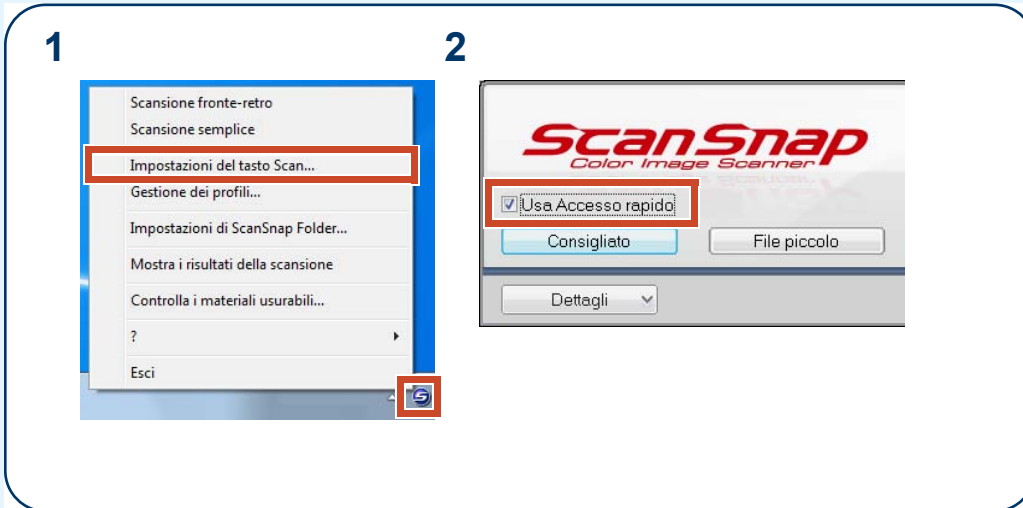 1
Scansione fronte-retro
Scansione semplice
Impostazioni del tasto Scan...
Gestione dei profili...
Impostazioni di ScanSnap Folder...
Mostra i risultati della scansione
Controlla i materiali usurabili...
?
Esci
2
ScanSnap
Color Image Scanner
Usa Accesso rapido
Consigliato
File piccolo
Dettagli